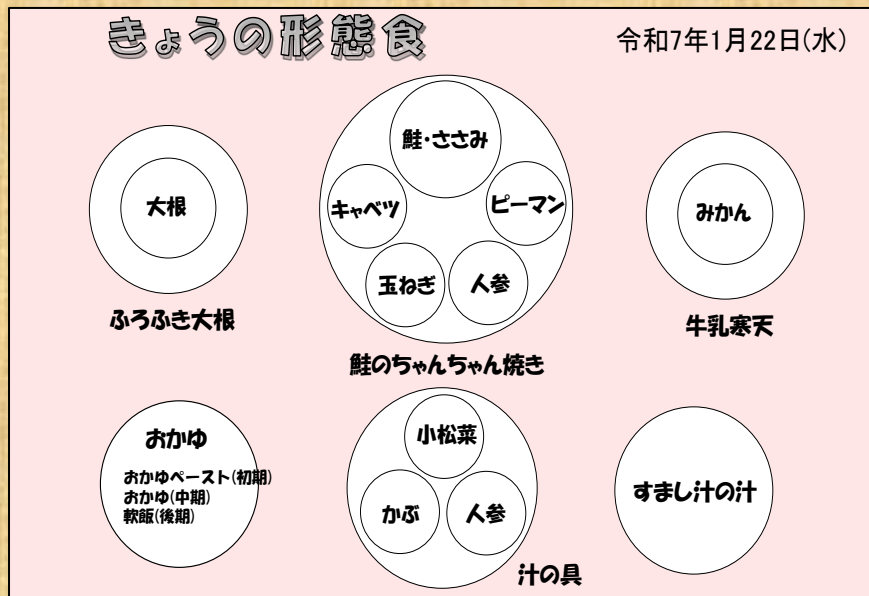 きょうの形態食
令和7年1月22日(水)
大根
ふろふき大根
鮭・ささみ
キャベツ
ピーマン
玉ねぎ
人参
鮭のちゃんちゃん焼き
みかん
牛乳寒天
おかゆ
おかゆペースト(初期)
おかゆ(中期)
軟飯(後期)
小松菜
かぶ
人参
汁の具
すまし汁の汁